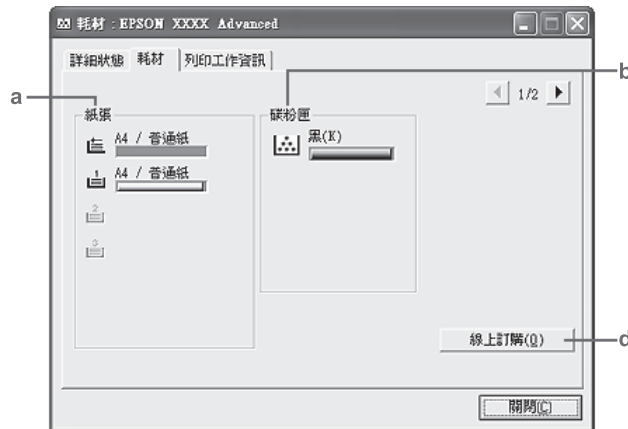 耗材：EPSON XXXX Advanced
詳細狀態 耗材 列印工作資訊
b
1/2
a
紙張
碳粉匣
A4 / 普通紙
黑(K)
1
A4 / 普通紙
2
3
線上訂購(O)
d
關閉(C)